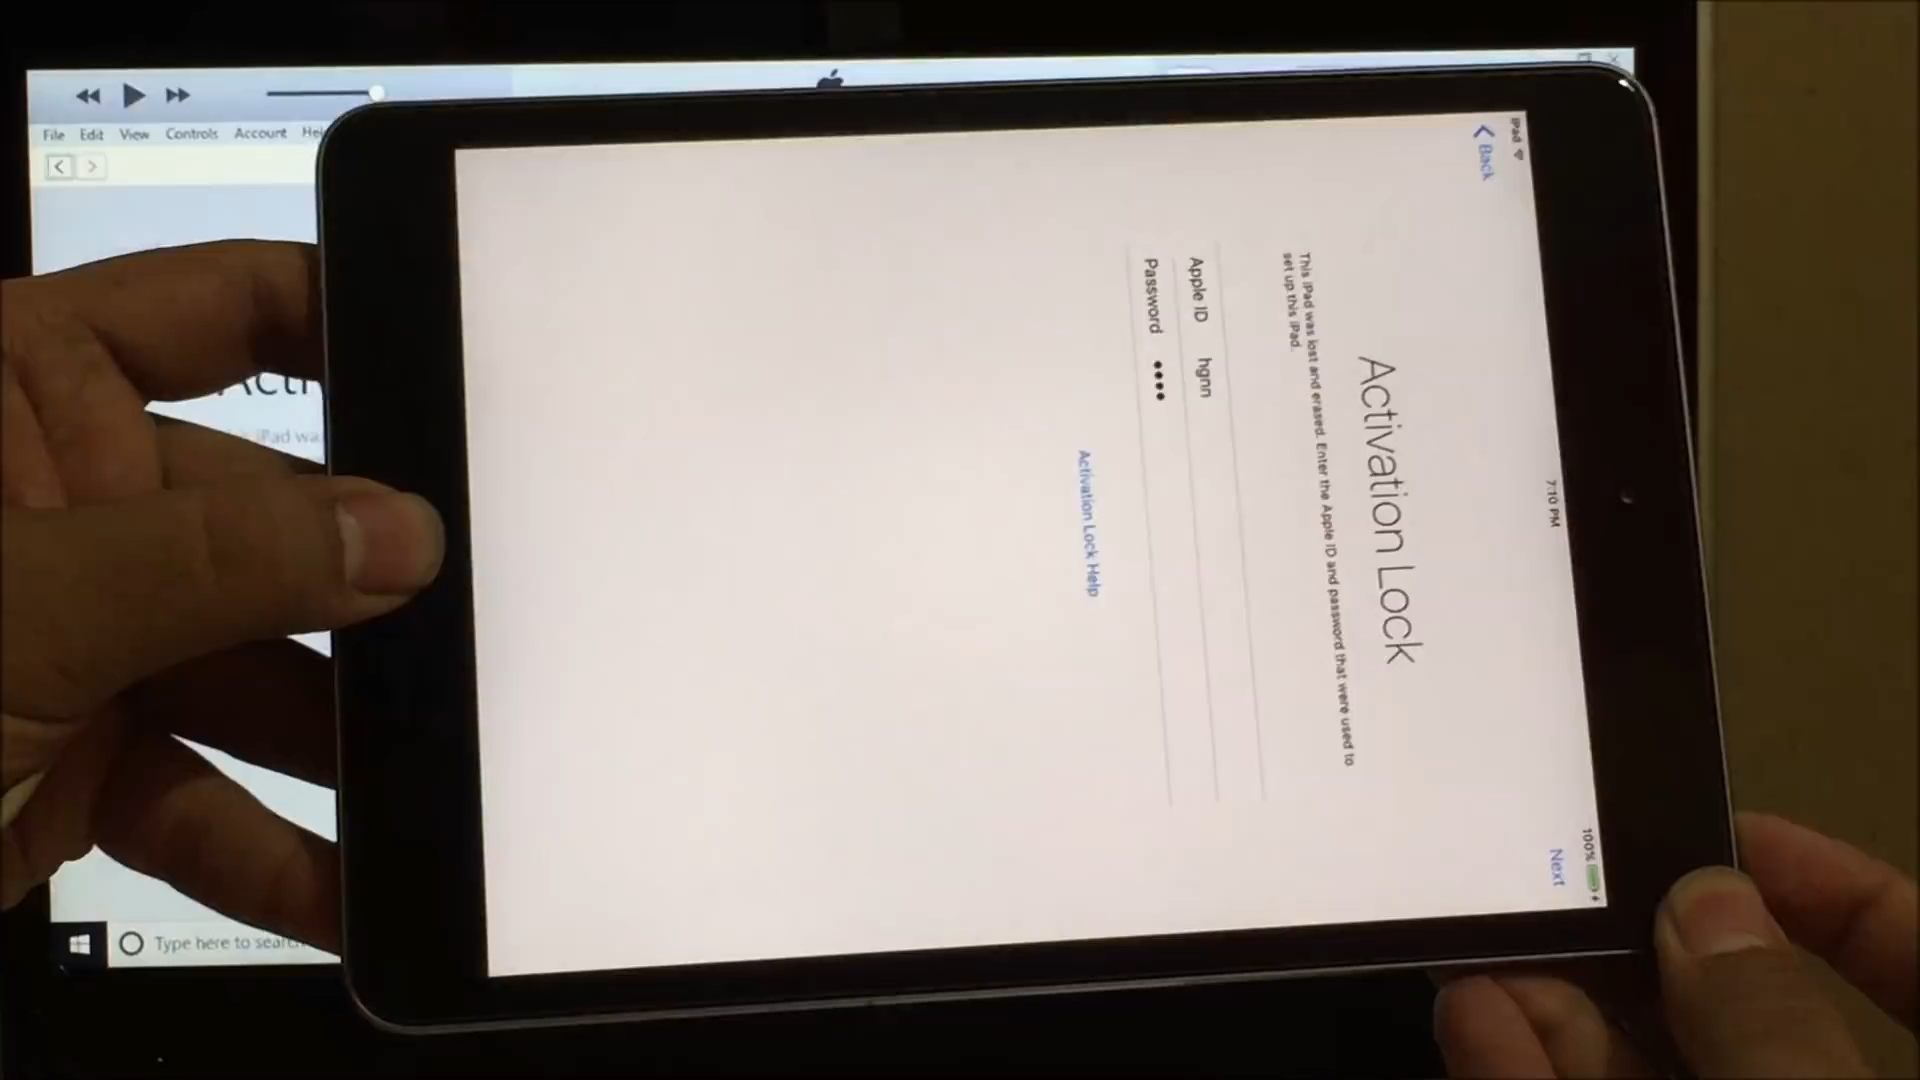 File Edit View Controls Account
iPad
7:10 PM
100%
Back
Next
Activation Lock
This iPad was lost and erased. Enter the Apple ID and password that were used to
set up this iPad.
Apple ID hgnn
Password ••••
Activation Lock Help
iPad was
Type here to search